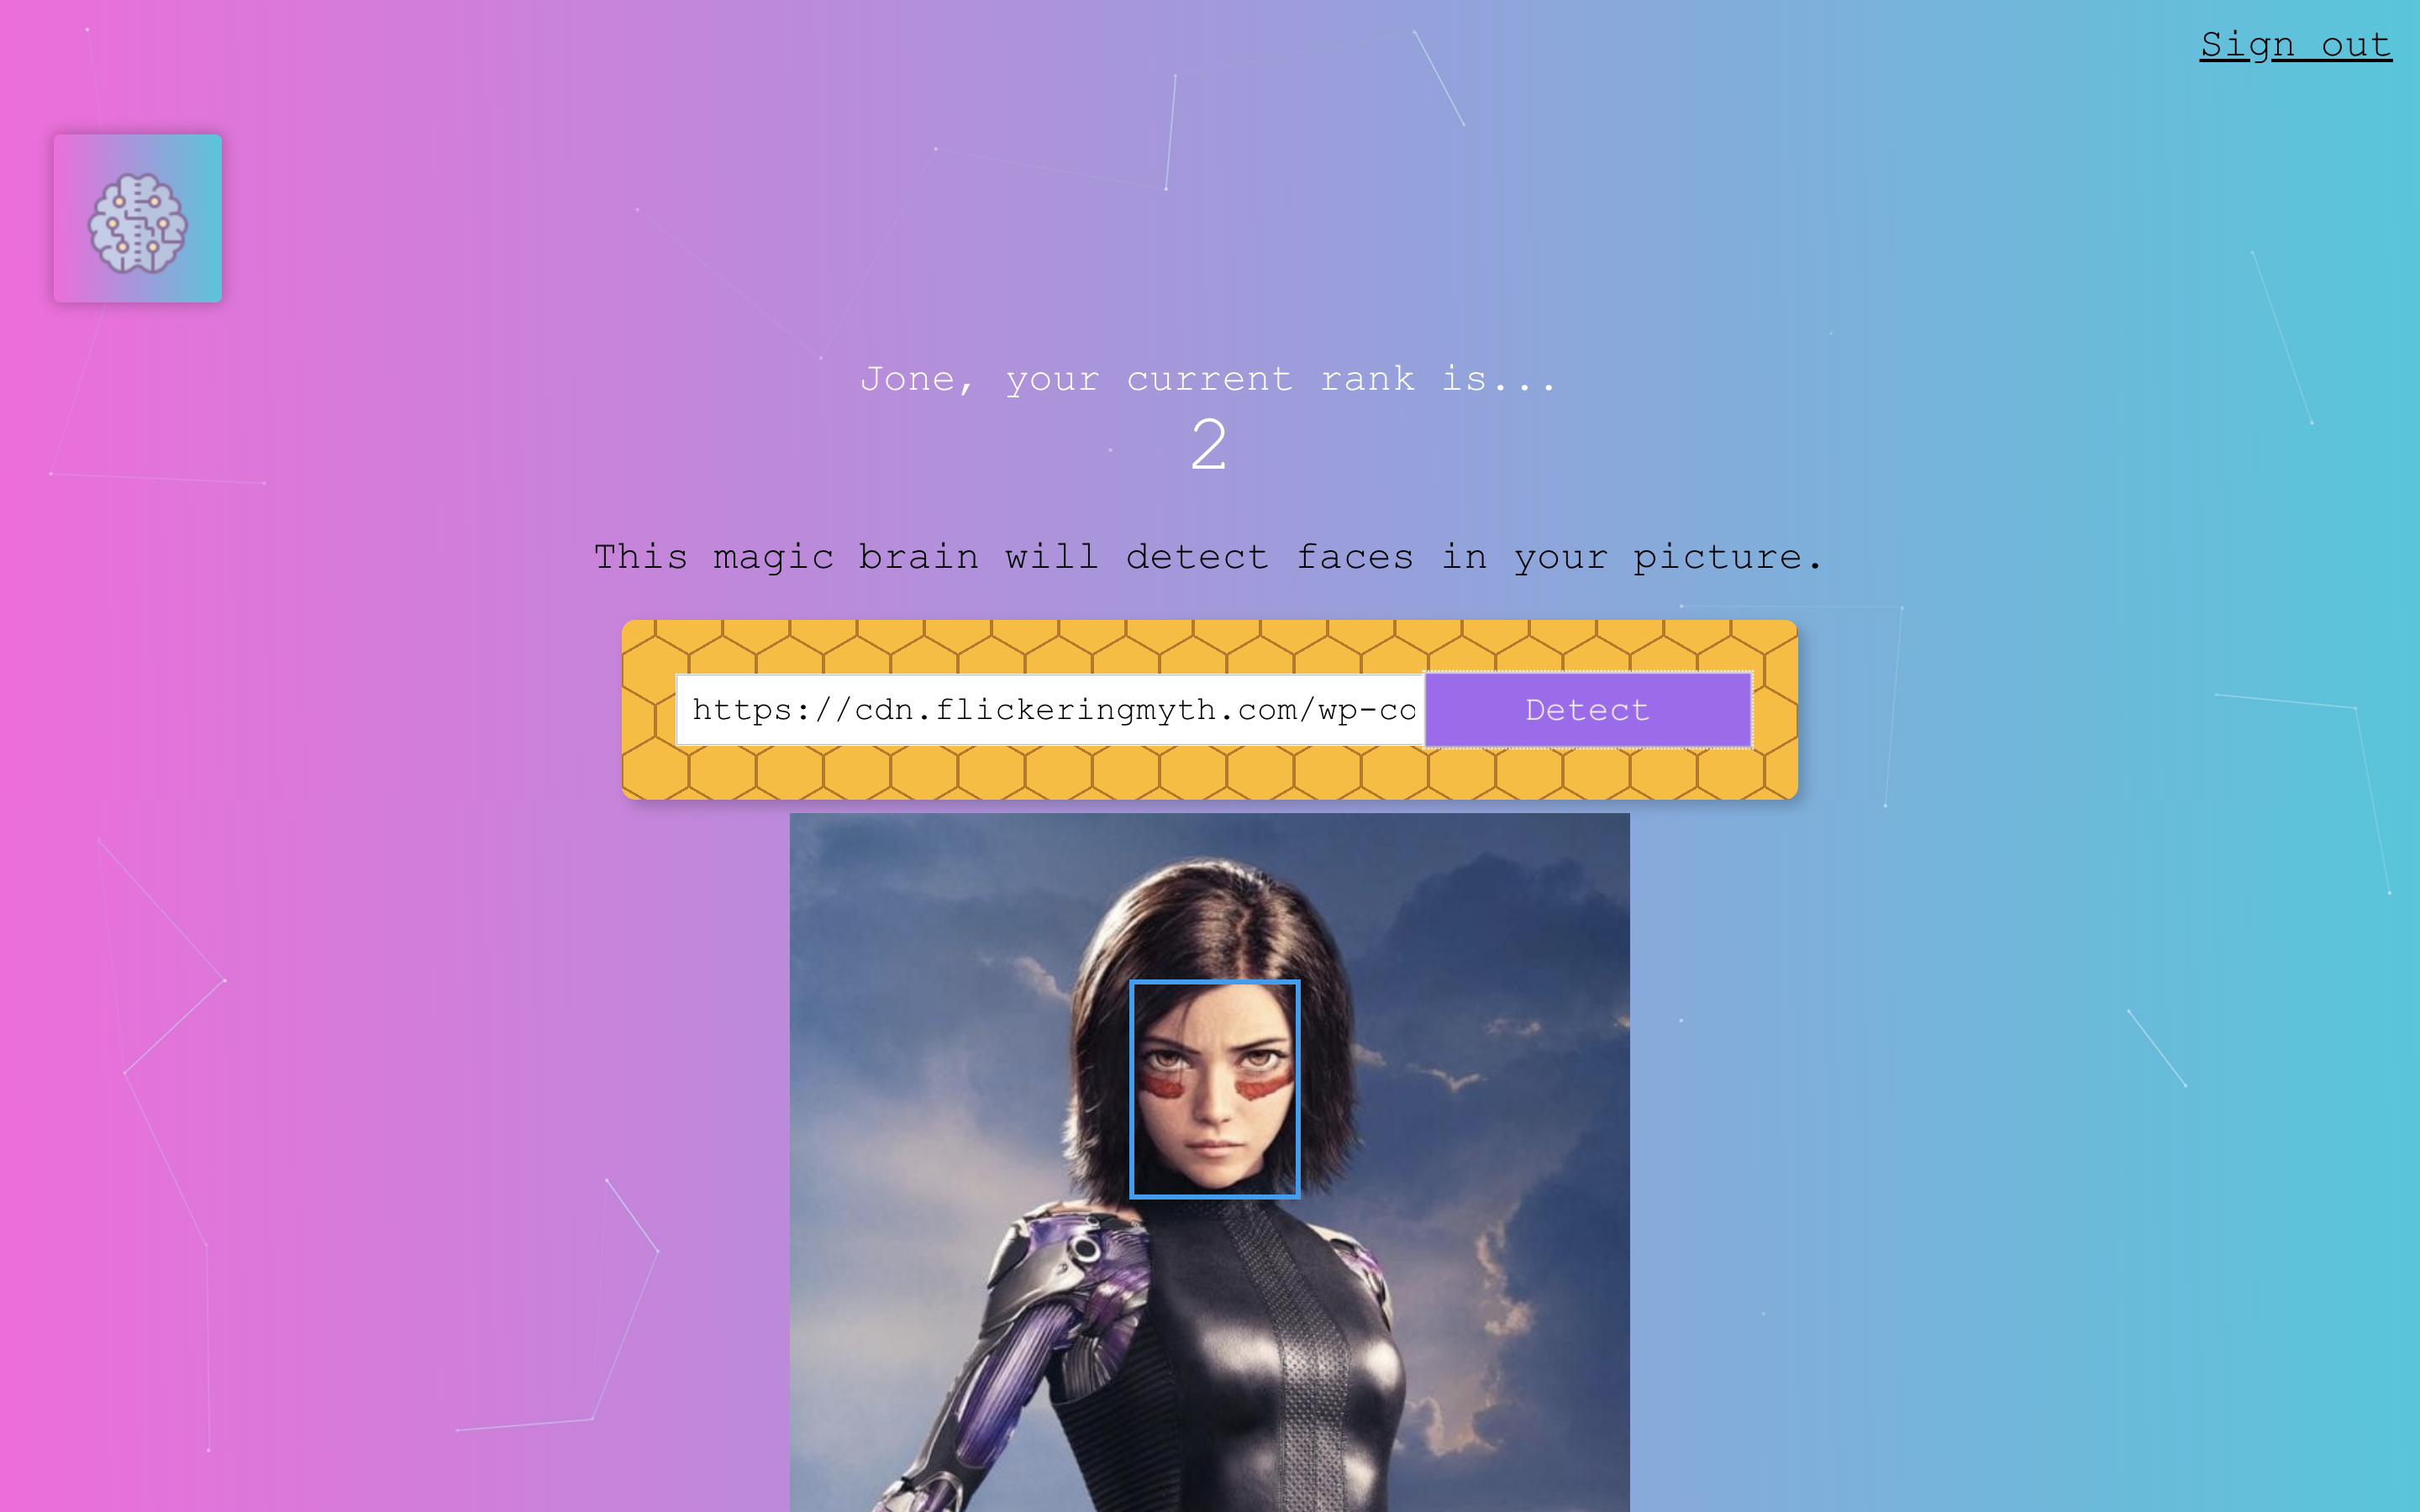 Sign out
Jone, your current rank is...
2
This magic brain will detect faces in your picture.
https://cdn.flickeringmyth.com/wp-co
Detect